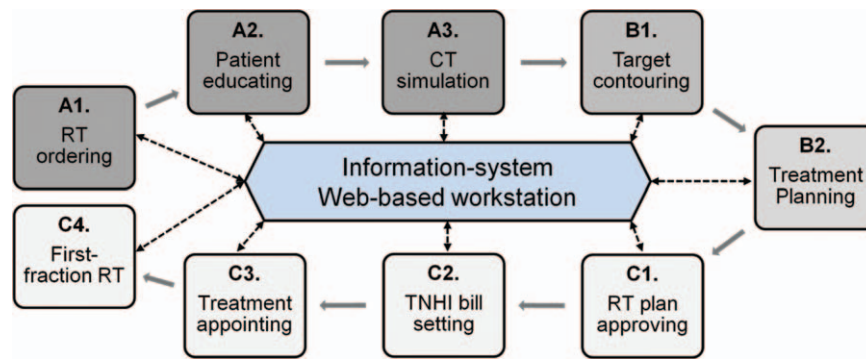 A1.
RT
ordering
A2.
Patient
educating
A3.
CT
simulation
B1.
Target
contouring
B2.
Treatment
Planning
C1.
RT plan
approving
C2.
TNHI bill
setting
C3.
Treatment
appointing
C4.
First-
fraction RT
Information-system
Web-based workstation